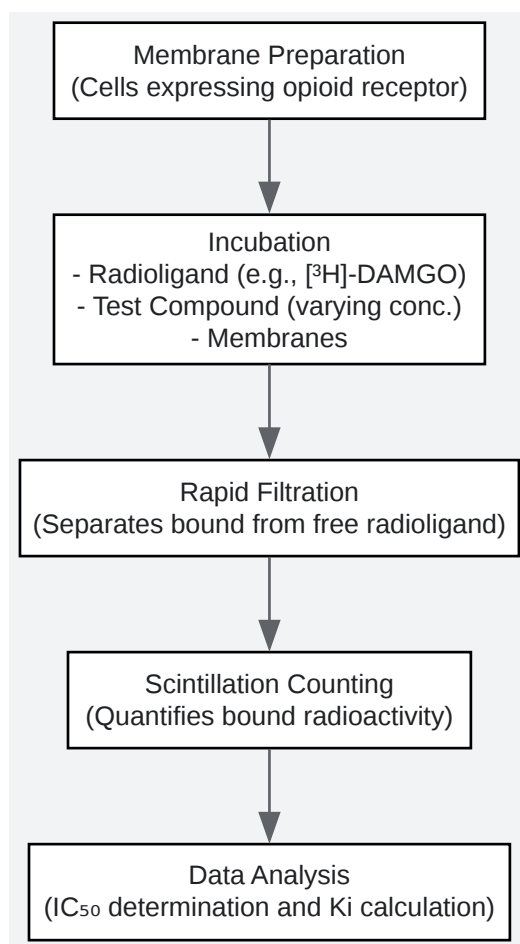 Membrane Preparation
(Cells expressing opioid receptor)
Incubation
- Radioligand (e.g., [³H]-DAMGO)
- Test Compound (varying conc.)
- Membranes
Rapid Filtration
(Separates bound from free radioligand)
Scintillation Counting
(Quantifies bound radioactivity)
Data Analysis
(IC₅₀ determination and Ki calculation)